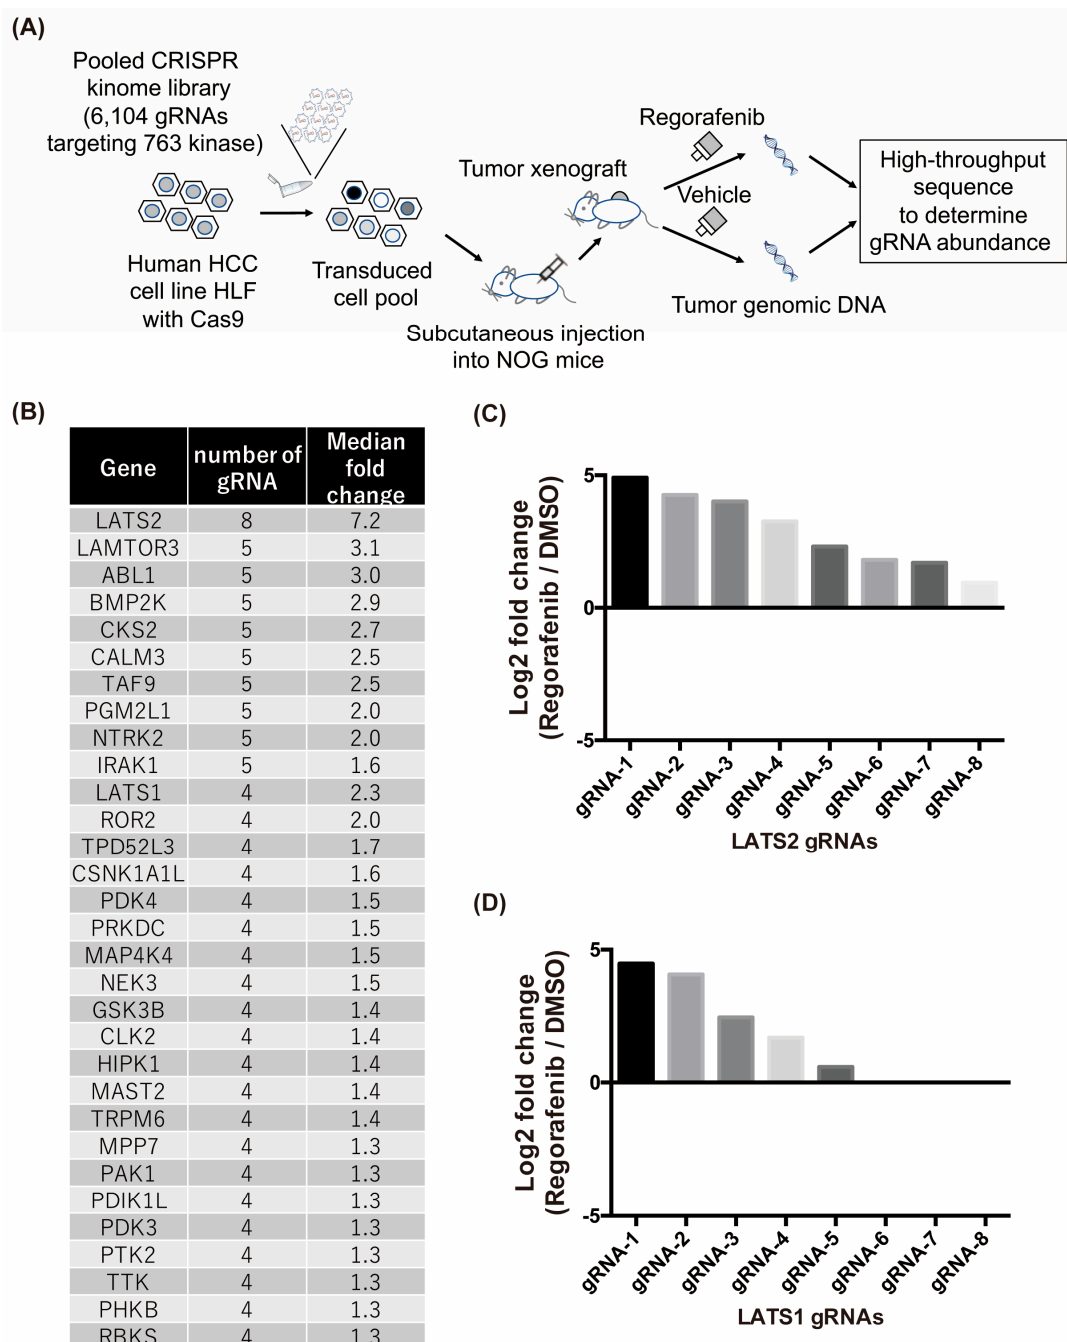 (A)
Pooled CRISPR
kinome library
(6,104 gRNAs
targeting 763 kinase)
Human HCC
cell line HLF
with Cas9
Transduced
cell pool
Tumor xenograft
Subcutaneous injection
into NOG mice
Regorafenib
Vehicle
Tumor genomic DNA
High-throughput
sequence
to determine
gRNA abundance
(B)
Gene number of gRNA Median fold change
LATS2 8 7.2
LAMTOR3 5 3.1
ABL1 5 3.0
BMP2K 5 2.9
CKS2 5 2.7
CALM3 5 2.5
TAF9 5 2.5
PGM2L1 5 2.0
NTRK2 5 2.0
IRAK1 5 1.6
LATS1 4 2.3
ROR2 4 2.0
TPD52L3 4 1.7
CSNK1A1L 4 1.6
PDK4 4 1.5
PRKDC 4 1.5
MAP4K4 4 1.5
NEK3 4 1.5
GSK3B 4 1.4
CLK2 4 1.4
HIPK1 4 1.4
MAST2 4 1.4
TRPM6 4 1.4
MPP7 4 1.3
PAK1 4 1.3
PDIK1L 4 1.3
PDK3 4 1.3
PTK2 4 1.3
TTK 4 1.3
PHKB 4 1.3
RBKS 4 1.3
(C)
Log2 fold change
(Regorafenib / DMSO)
5
0
-5
gRNA-1 gRNA-2 gRNA-3 gRNA-4 gRNA-5 gRNA-6 gRNA-7 gRNA-8
LATS2 gRNAs
(D)
Log2 fold change
(Regorafenib / DMSO)
5
0
-5
gRNA-1 gRNA-2 gRNA-3 gRNA-4 gRNA-5 gRNA-6 gRNA-7 gRNA-8
LATS1 gRNAs